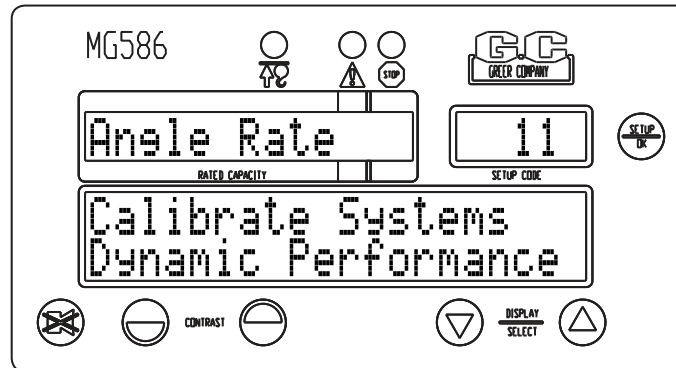 MG586
STOP
G.C.
GREER COMPANY
Angle Rate
11
SETUP
OK
RATED CAPACITY
SETUP CODE
Calibrate Systems
Dynamic Performance
CONTRAST
DISPLAY
SELECT